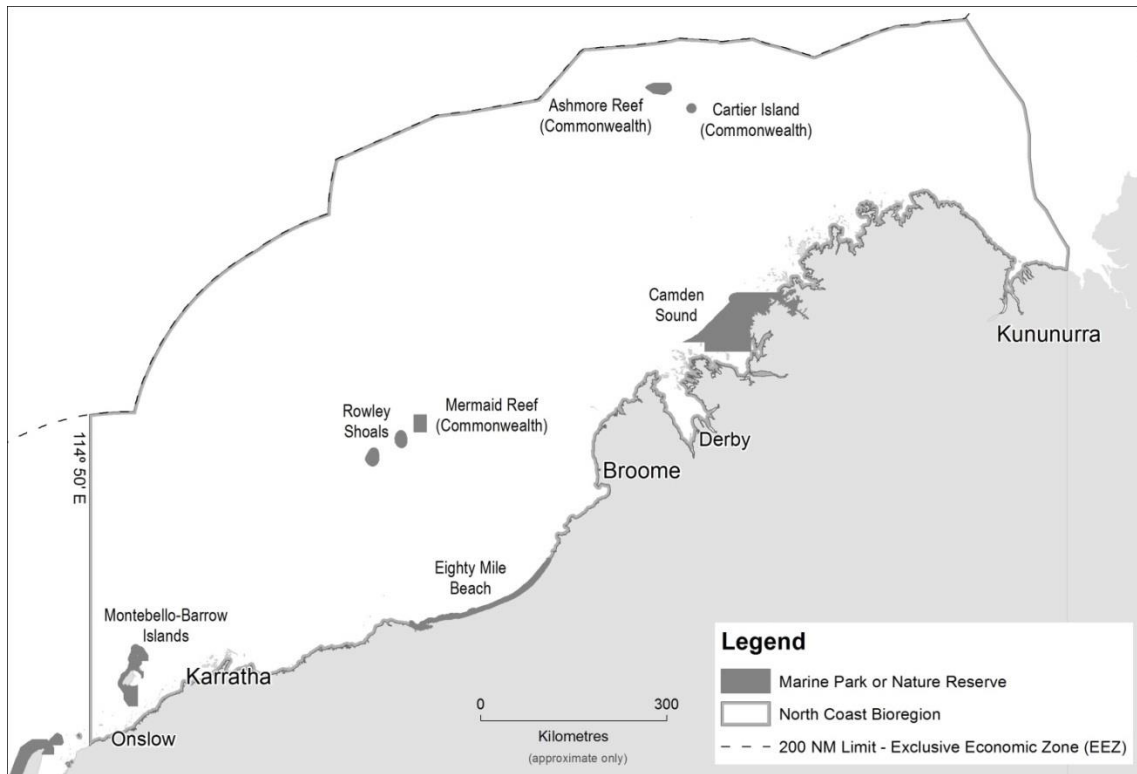 Ashmore Reef
(Commonwealth)
Cartier Island
(Commonwealth)
Camden
Sound
Kununurra
Rowley
Shoals
Mermaid Reef
(Commonwealth)
Derby
Broome
114° 50' E
Eighty Mile
Beach
Montebello-Barrow
Islands
Karratha
Onslow
0 300
Kilometres
(approximate only)
Legend
Marine Park or Nature Reserve
North Coast Bioregion
200 NM Limit - Exclusive Economic Zone (EEZ)